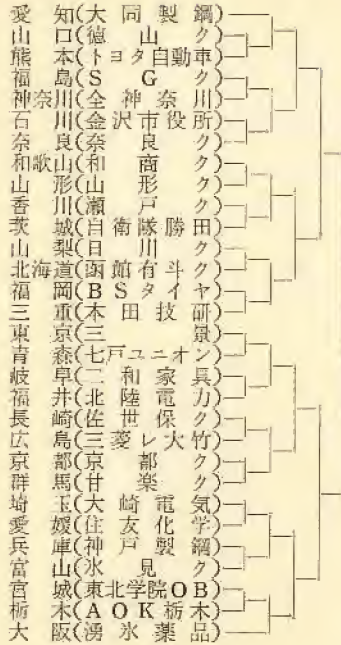 愛知(大同製鋼)
山口(徳山ク)
熊本(トヨタ自動車)
福島(SGク)
神奈川(全神奈川)
石川(金沢市役所)
奈良(奈良ク)
和歌山(和商ク)
山形(山形ク)
香川(瀬戸ク)
茨城(自衛隊勝田)
山梨(日川ク)
北海道(函館有斗ク)
福岡(BSタイヤ)
三重(本田技研)
東京(三景)
青森(七戸ユニオン)
岐阜(二和家具)
福井(北陸電力)
長崎(佐世保ク)
広島(三菱レ大竹)
京都(京都ク)
群馬(甘楽ク)
埼玉(大崎電気)
愛媛(住友化学)
兵庫(神戸製鋼)
富山(氷見ク)
宮城(東北学院OB)
栃木(AOK栃木)
大阪(湧永薬品)